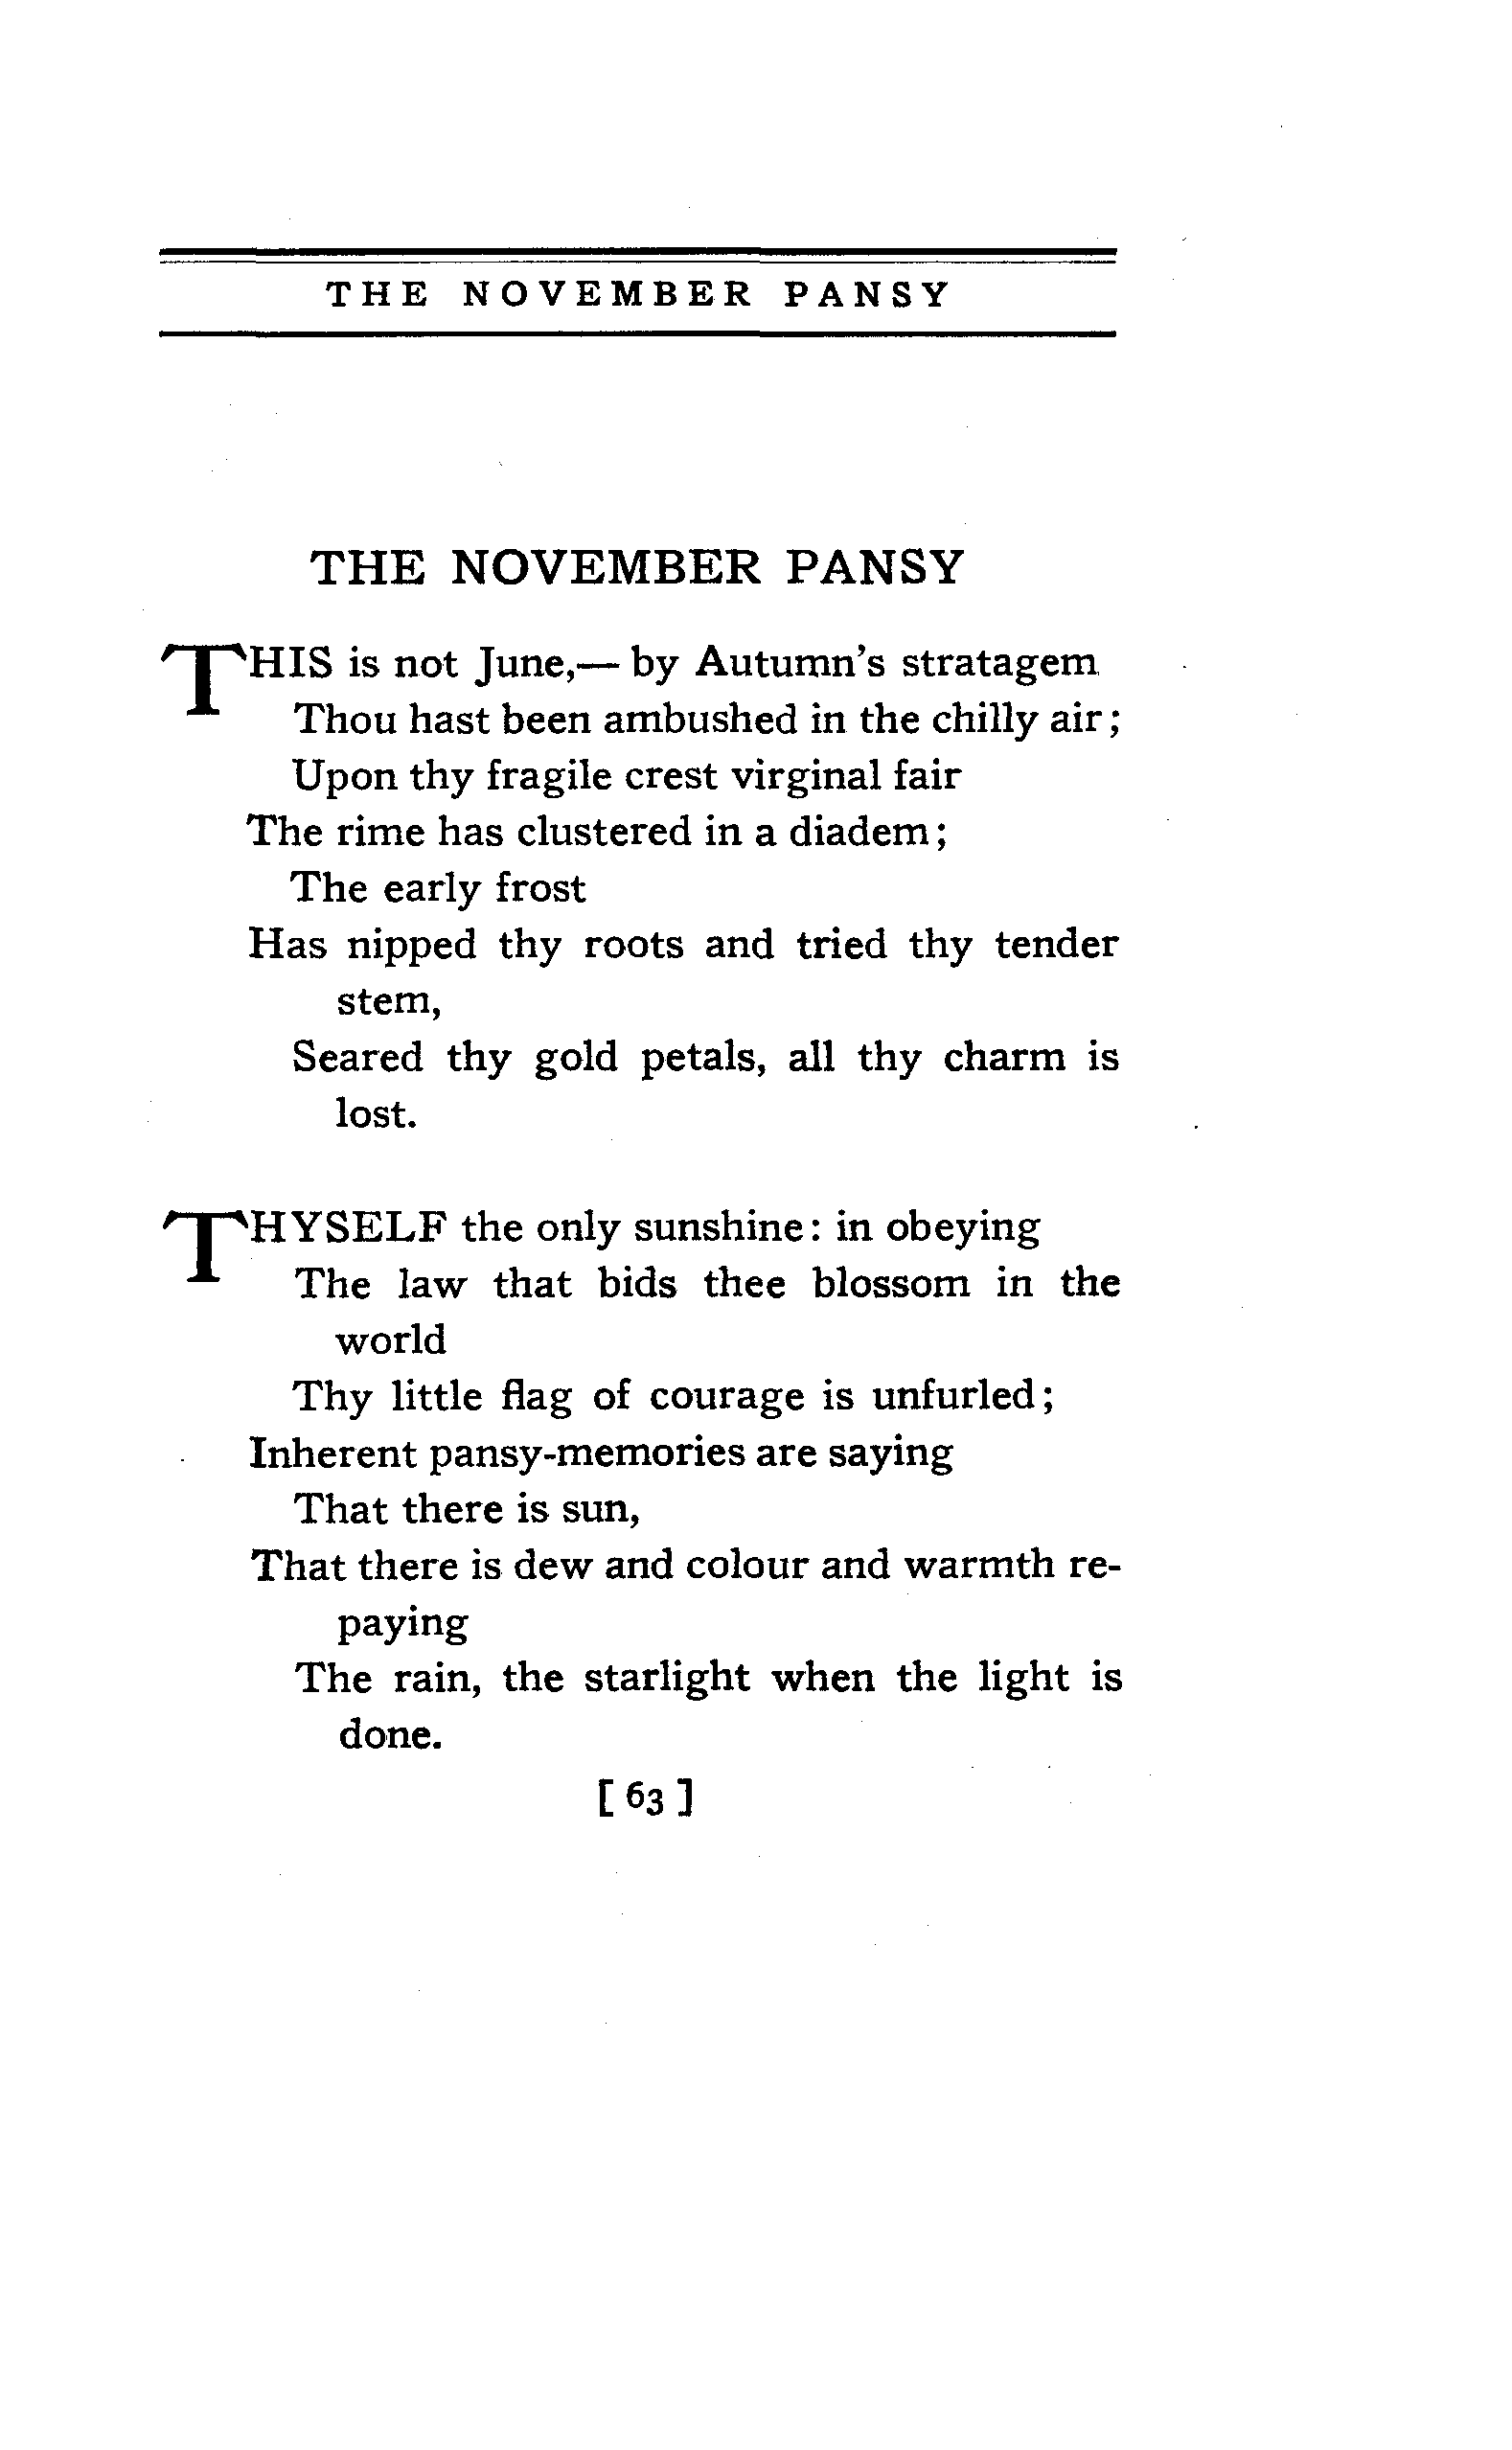 THE NOVEMBER PANSY
THE NOVEMBER PANSY
THIS is not June,— by Autumn's stratagem
Thou hast been ambushed in the chilly air;
Upon thy fragile crest virginal fair
The rime has clustered in a diadem;
The early frost
Has nipped thy roots and tried thy tender
stem,
Seared thy gold petals, all thy charm is
lost.
THYSELF the only sunshine: in obeying
The law that bids thee blossom in the
world
Thy little flag of courage is unfurled;
Inherent pansy-memories are saying
That there is sun,
That there is dew and colour and warmth re-
paying
The rain, the starlight when the light is
done.
[ 63 ]